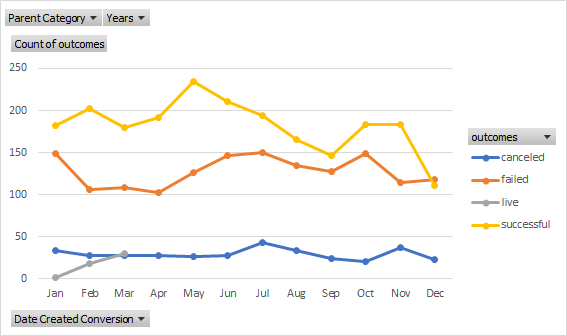 Parent Category Years
Count of outcomes
250
200
150
100
50
0
Jan Feb Mar Apr May Jun Jul Aug Sep Oct Nov Dec
outcomes
canceled
failed
live
successful
Date Created Conversion